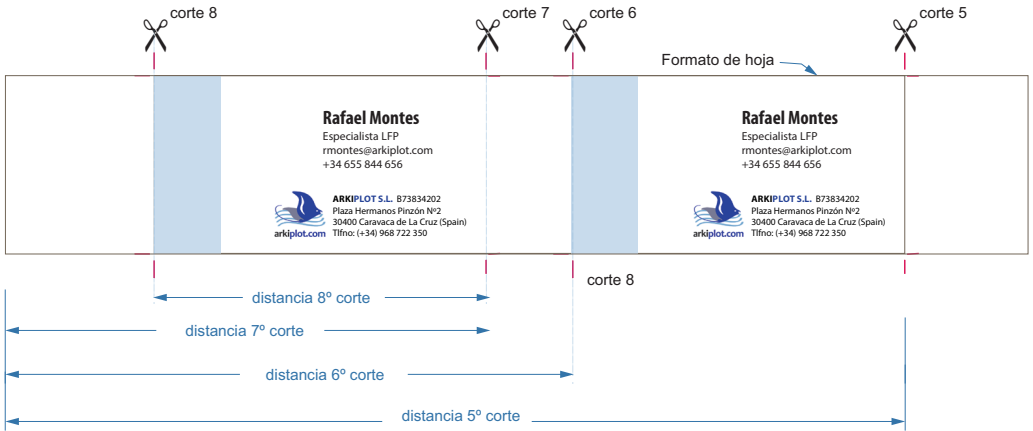 corte 8
corte 7
corte 6
corte 5
Formato de hoja
Rafael Montes
Especialista LFP
rmontes@arkiplot.com
+34 655 844 656
ARKIPLOT S.L. B73834202
Plaza Hermanos Pinzón Nº2
30400 Caravaca de La Cruz (Spain)
Tlfno: (+34) 968 722 350
arkiplot.com
Rafael Montes
Especialista LFP
rmontes@arkiplot.com
+34 655 844 656
ARKIPLOT S.L. B73834202
Plaza Hermanos Pinzón Nº2
30400 Caravaca de La Cruz (Spain)
Tlfno: (+34) 968 722 350
arkiplot.com
corte 8
distancia 8º corte
distancia 7º corte
distancia 6º corte
distancia 5º corte